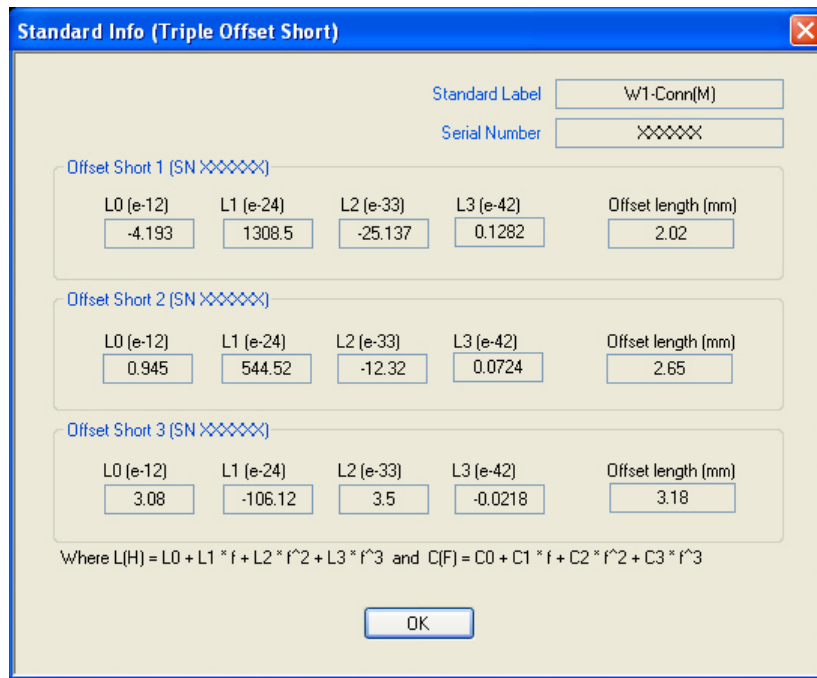 Standard Info (Triple Offset Short)
Standard Label W1-Conn(M)
Serial Number XXXXXX
Offset Short 1 (SN XXXXXX)
L0 (e-12) L1 (e-24) L2 (e-33) L3 (e-42) Offset length (mm)
-4.193 1308.5 -25.137 0.1282 2.02
Offset Short 2 (SN XXXXXX)
L0 (e-12) L1 (e-24) L2 (e-33) L3 (e-42) Offset length (mm)
0.945 544.52 -12.32 0.0724 2.65
Offset Short 3 (SN XXXXXX)
L0 (e-12) L1 (e-24) L2 (e-33) L3 (e-42) Offset length (mm)
3.08 -106.12 3.5 -0.0218 3.18
Where L(H) = L0 + L1 * f + L2 * f^2 + L3 * f^3 and C(F) = C0 + C1 * f + C2 * f^2 + C3 * f^3
OK